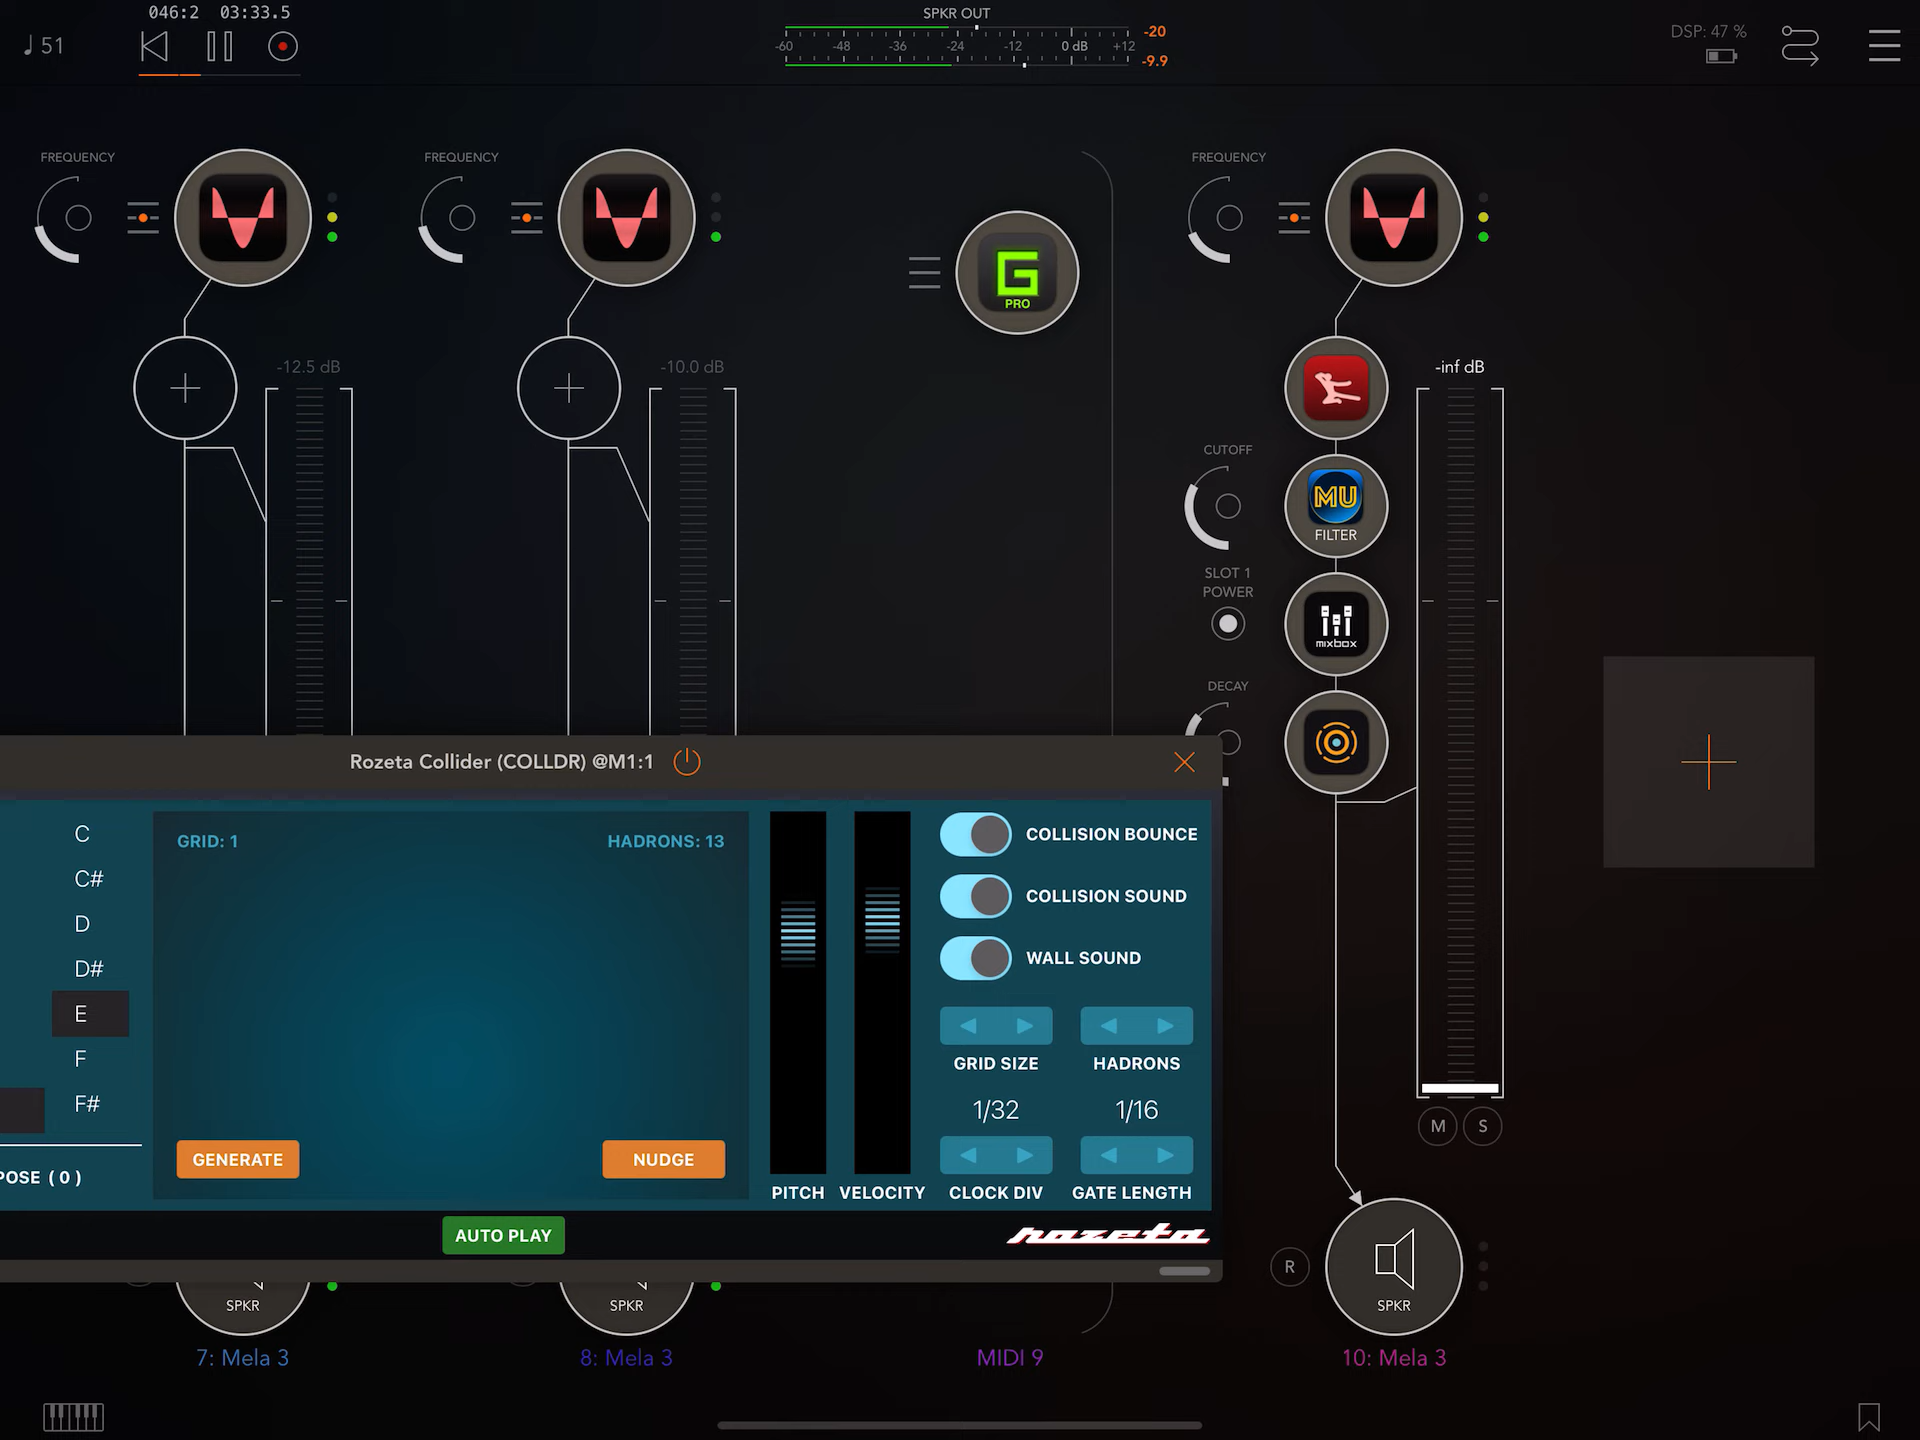 046:2 03:33.5
♩51
SPKR OUT
-60 -48 -36 -24 -12 0 dB +12
-20
-9.9
DSP: 47 %
FREQUENCY
FREQUENCY
FREQUENCY
G
PRO
-12.5 dB
-10.0 dB
-inf dB
CUTOFF
MU
FILTER
SLOT 1
POWER
mixbox
DECAY
Rozeta Collider (COLLDR) @M1:1
C
C#
D
D#
E
F
F#
POSE ( 0 )
GRID: 1
HADRONS: 13
GENERATE
NUDGE
PITCH
VELOCITY
COLLISION BOUNCE
COLLISION SOUND
WALL SOUND
GRID SIZE
HADRONS
1/32
1/16
CLOCK DIV
GATE LENGTH
AUTO PLAY
rozeta
M
S
R
SPKR
SPKR
SPKR
7: Mela 3
8: Mela 3
MIDI 9
10: Mela 3